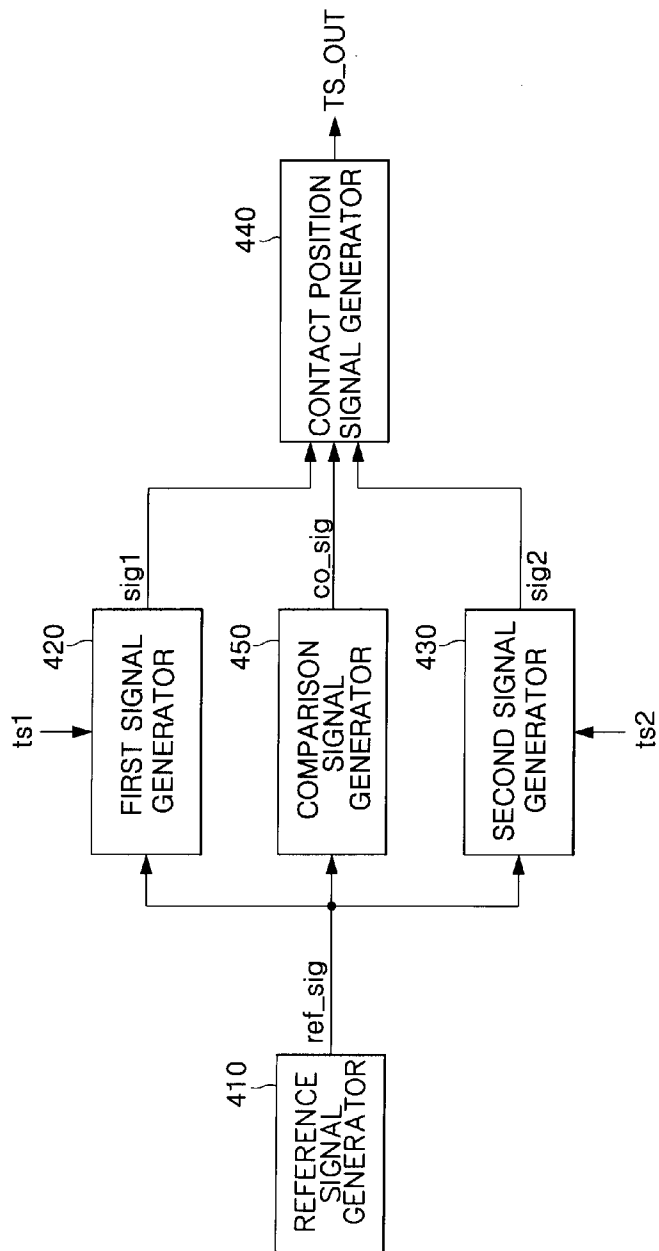 410
REFERENCE
SIGNAL
GENERATOR
ref_sig
ts1
420
FIRST SIGNAL
GENERATOR
sig1
450
COMPARISON
SIGNAL
GENERATOR
co_sig
430
SECOND SIGNAL
GENERATOR
sig2
ts2
440
CONTACT POSITION
SIGNAL GENERATOR
TS_OUT